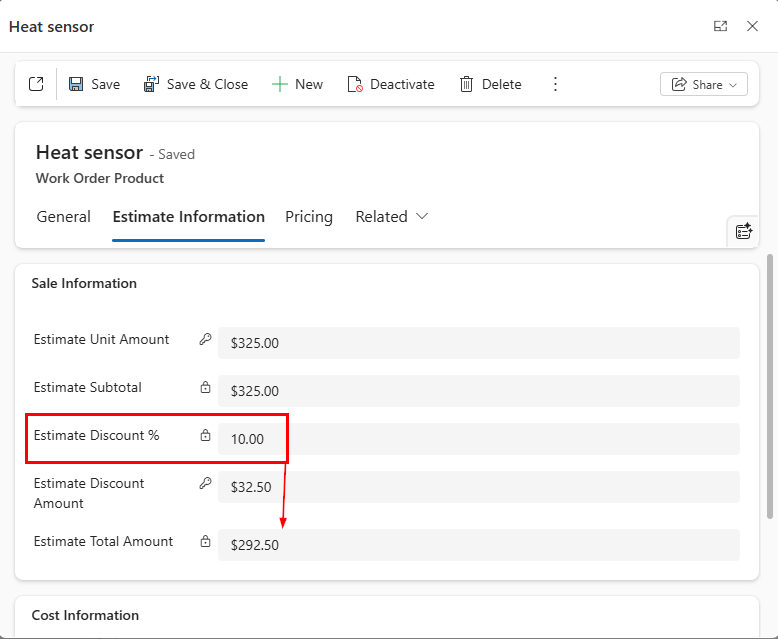 Heat sensor
Save
Save & Close
New
Deactivate
Delete
Share
Heat sensor - Saved
Work Order Product
General
Estimate Information
Pricing
Related
Sale Information
Estimate Unit Amount
$325.00
Estimate Subtotal
$325.00
Estimate Discount %
10.00
Estimate Discount
Amount
$32.50
Estimate Total Amount
$292.50
Cost Information